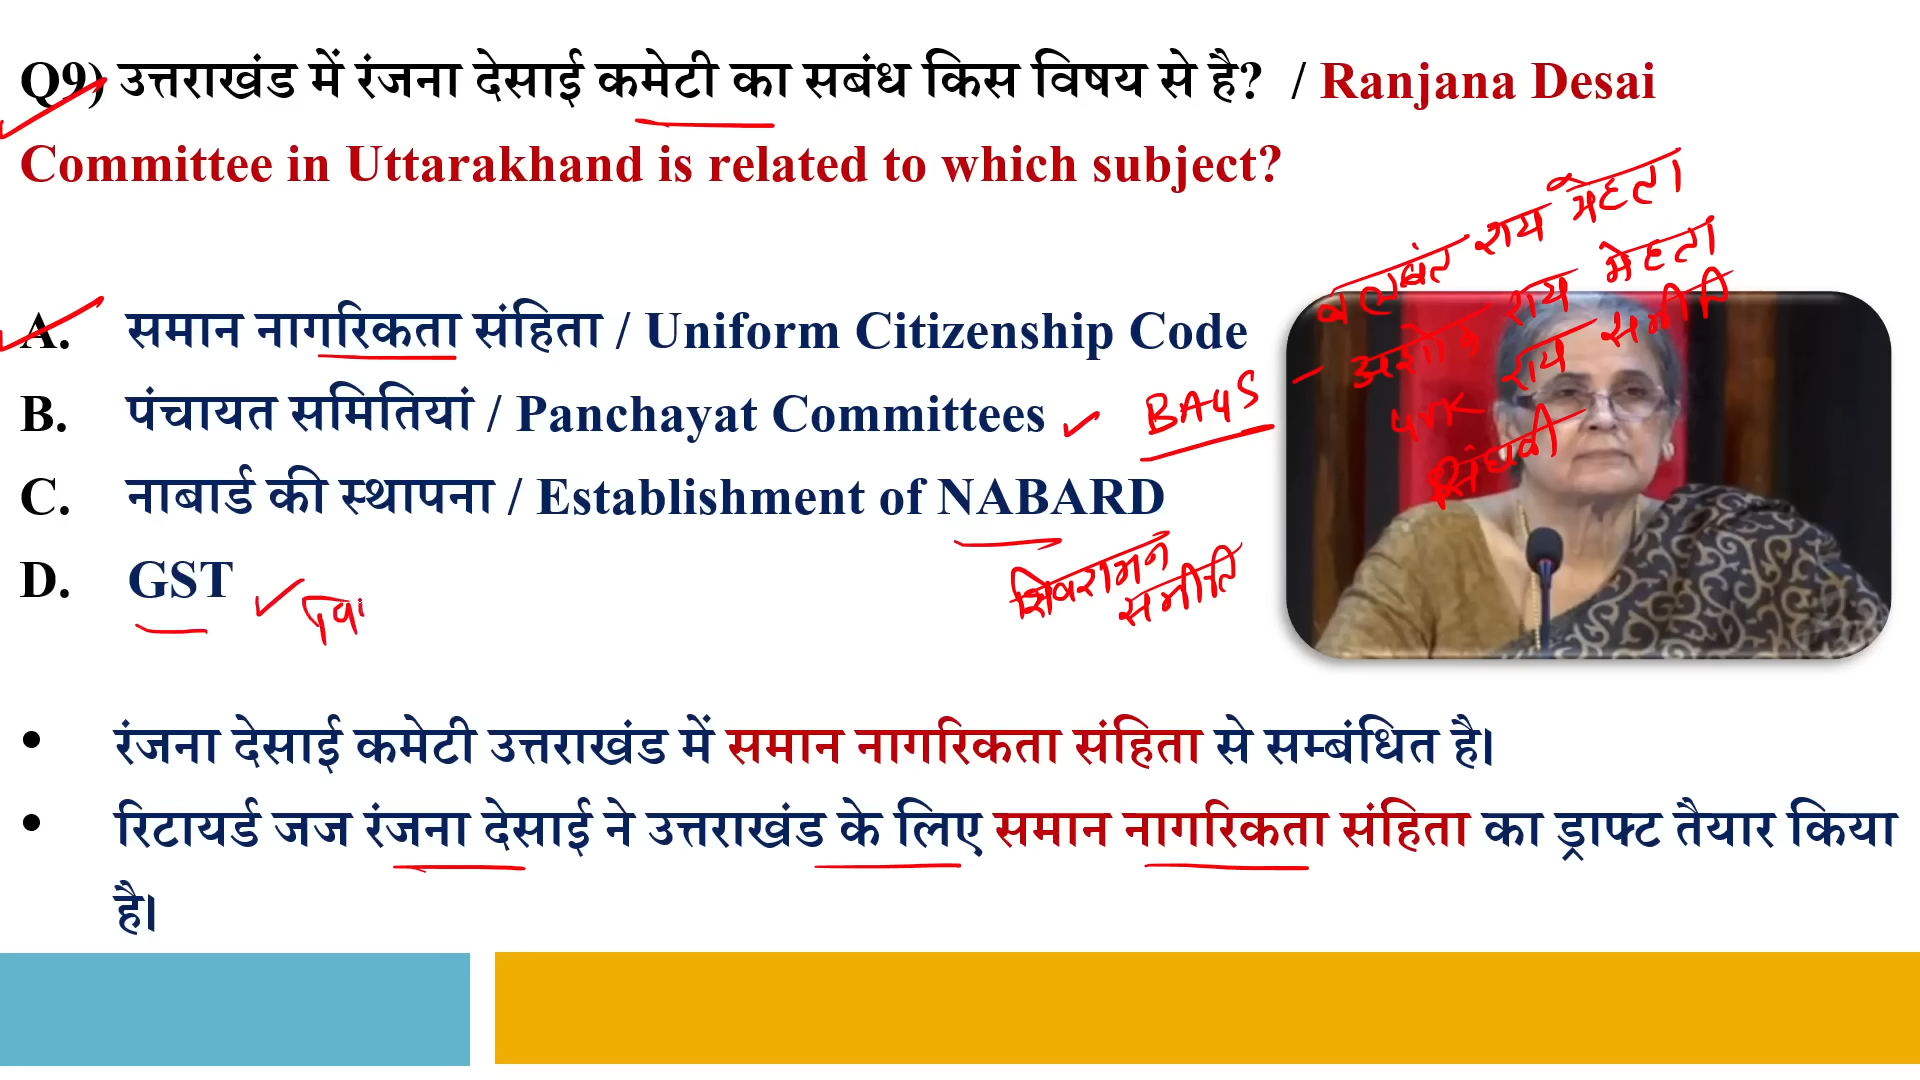 Q9) उत्तराखंड में रंजना देसाई कमेटी का सबंध किस विषय से है? / Ranjana Desai
Committee in Uttarakhand is related to which subject?
A. समान नागरिकता संहिता / Uniform Citizenship Code
B. पंचायत समितियां / Panchayat Committees
C. नाबार्ड की स्थापना / Establishment of NABARD
D. GST
बलवंत राय मेहता
अशोक राय मेहता
राय समीति
सिंघवी
शिवरामन
समीति
• रंजना देसाई कमेटी उत्तराखंड में समान नागरिकता संहिता से सम्बंधित है।
• रिटायर्ड जज रंजना देसाई ने उत्तराखंड के लिए समान नागरिकता संहिता का ड्राफ्ट तैयार किया
है।